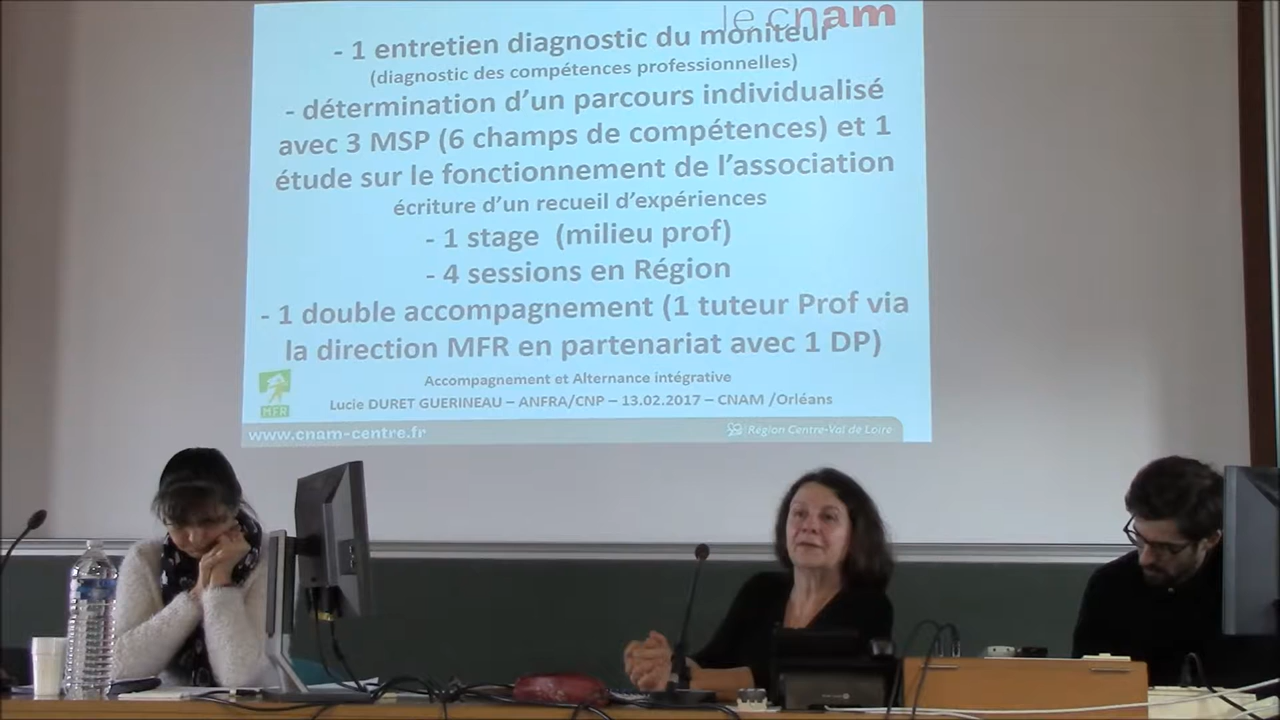 le cnam
- 1 entretien diagnostic du moniteur
(diagnostic des compétences professionnelles)
- détermination d'un parcours individualisé
avec 3 MSP (6 champs de compétences) et 1
étude sur le fonctionnement de l'association
écriture d'un recueil d'expériences
- 1 stage (milieu prof)
- 4 sessions en Région
- 1 double accompagnement (1 tuteur Prof via
la direction MFR en partenariat avec 1 DP)
Accompagnement et Alternance intégrative
Lucie DURET GUERINEAU – ANFRA/CNP – 13.02.2017 – CNAM /Orléans
MFR
www.cnam-centre.fr
Région Centre-Val de Loire